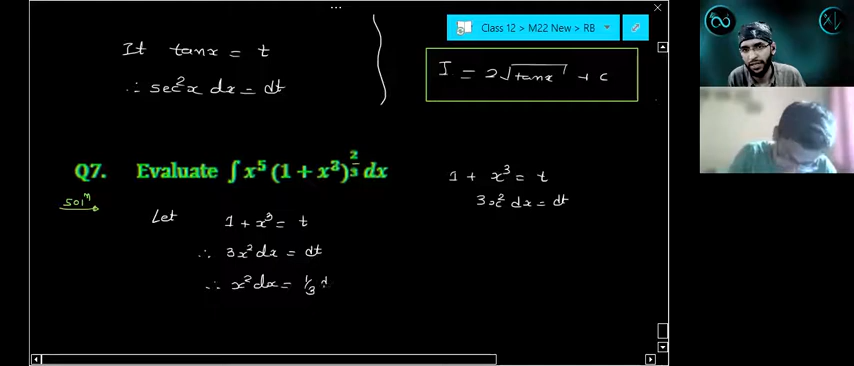 ...
Class 12 > M22 New > RB
It tanx = t
∴ sec²x dx = dt
I = 2√tanx + c
Q7. Evaluate ∫ x⁵ (1 + x³)^(2/3) dx
solⁿ
Let 1 + x³ = t
∴ 3x² dx = dt
∴ x² dx = 1/3
1 + x³ = t
3x² dx = dt